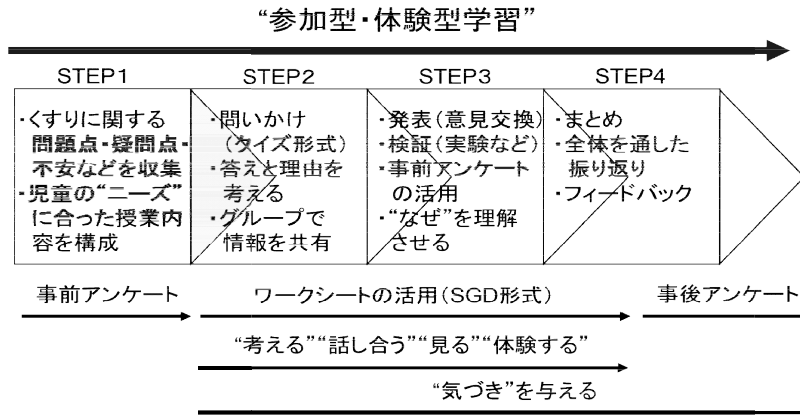 “参加型・体験型学習”
STEP1
STEP2
STEP3
STEP4
・くすりに関する
問題点・疑問点・
不安などを収集
・児童の“ニーズ”
に合った授業内
容を構成
・問いかけ
（クイズ形式）
・答えと理由を
考える
・グループで
情報を共有
・発表（意見交換）
・検証（実験など）
・事前アンケート
の活用
・“なぜ”を理解
させる
・まとめ
・全体を通した
振り返り
・フィードバック
事前アンケート
ワークシートの活用（SGD形式）
事後アンケート
“考える”“話し合う”“見る”“体験する”
“気づき”を与える